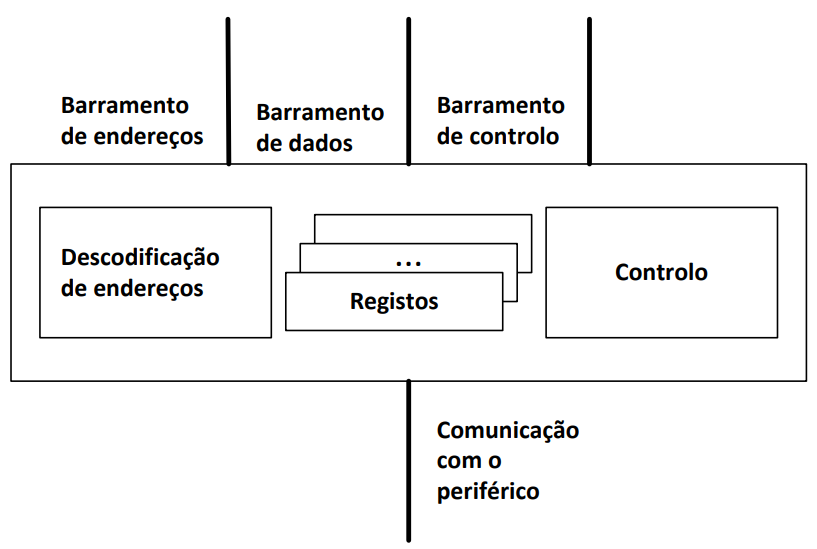 Barramento
de endereços
Barramento
de dados
Barramento
de controlo
Descodificação
de endereços
...
Registos
Controlo
Comunicação
com o
periférico